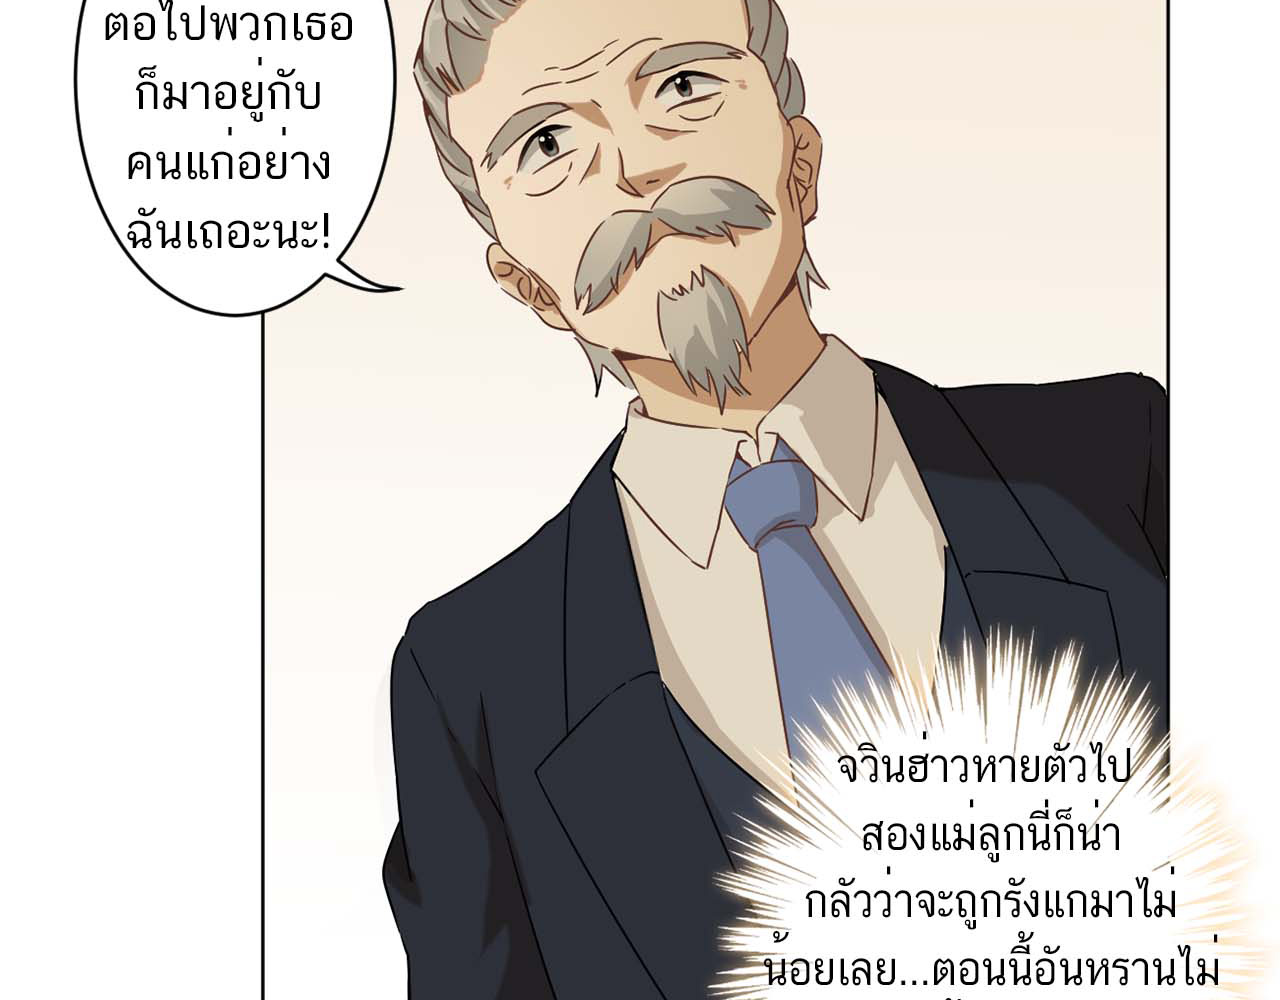 ต่อไปพวกเธอ
ก็มาอยู่กับ
คนแก่อย่าง
ฉันเถอะนะ!
จวินฮ่าวหายตัวไป
สองแม่ลูกนี่ก็น่า
กลัวว่าจะถูกรังแกมาไม่
น้อยเลย...ตอนนี้อันหรานไม่